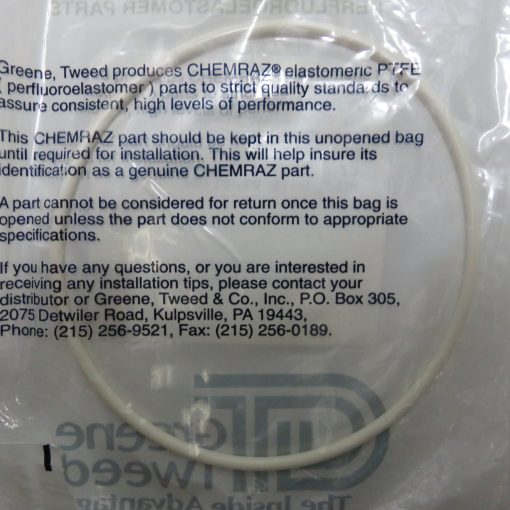 PERFLUOROELASTOMER PARTS
Greene, Tweed produces CHEMRAZ® elastomeric PTFE
( perfluoroelastomer ) parts to strict quality standards to
assure consistent, high levels of performance.
This CHEMRAZ part should be kept in this unopened bag
until required for installation. This will help insure its
identification as a genuine CHEMRAZ part.
A part cannot be considered for return once this bag is
opened unless the part does not conform to appropriate
specifications.
If you have any questions, or you are interested in
receiving any installation tips, please contact your
distributor or Greene, Tweed & Co., Inc., P.O. Box 305,
2075 Detwiler Road, Kulpsville, PA 19443,
Phone: (215) 256-9521, Fax: (215) 256-0189.
Greene
Tweed
The Inside Advantag